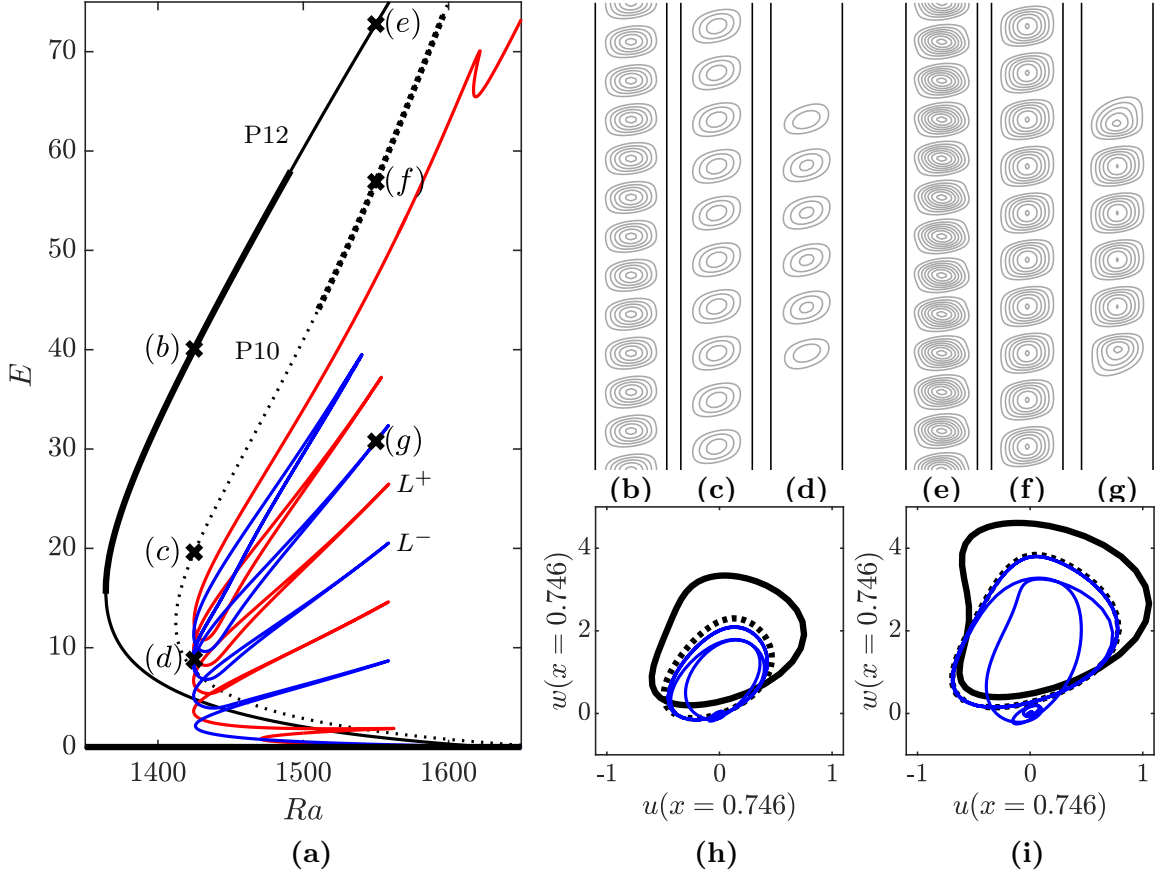 70
60
50
40
30
20
10
0
E
1400
1500
1600
Ra
P12
P10
(e)
(f)
(b)
(g)
L+
L−
(c)
(d)
(a)
(b) (c) (d) (e) (f) (g)
4
2
0
w(x = 0.746)
-1 0 1
u(x = 0.746)
(h)
4
2
0
w(x = 0.746)
-1 0 1
u(x = 0.746)
(i)